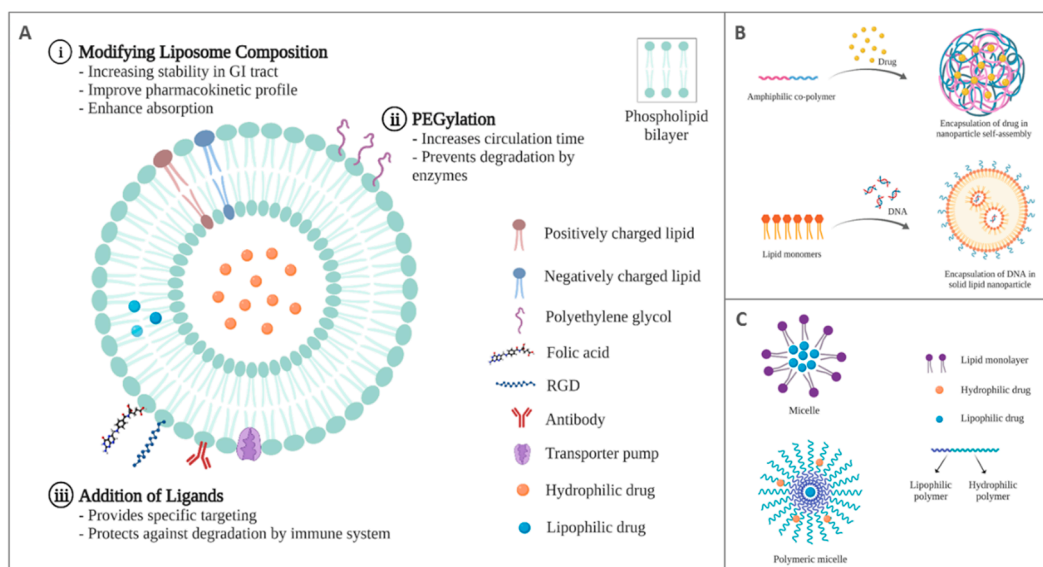 A
i Modifying Liposome Composition
- Increasing stability in GI tract
- Improve pharmacokinetic profile
- Enhance absorption
ii PEGylation
- Increases circulation time
- Prevents degradation by
enzymes
Phospholipid
bilayer
Positively charged lipid
Negatively charged lipid
Polyethylene glycol
Folic acid
RGD
Antibody
Transporter pump
Hydrophilic drug
Lipophilic drug
iii Addition of Ligands
- Provides specific targeting
- Protects against degradation by immune system
B
Drug
Amphiphilic co-polymer
Encapsulation of drug in
nanoparticle self-assembly
DNA
Lipid monomers
Encapsulation of DNA in
solid lipid nanoparticle
C
Micelle
Lipid monolayer
Hydrophilic drug
Lipophilic drug
Lipophilic
polymer
Hydrophilic
polymer
Polymeric micelle